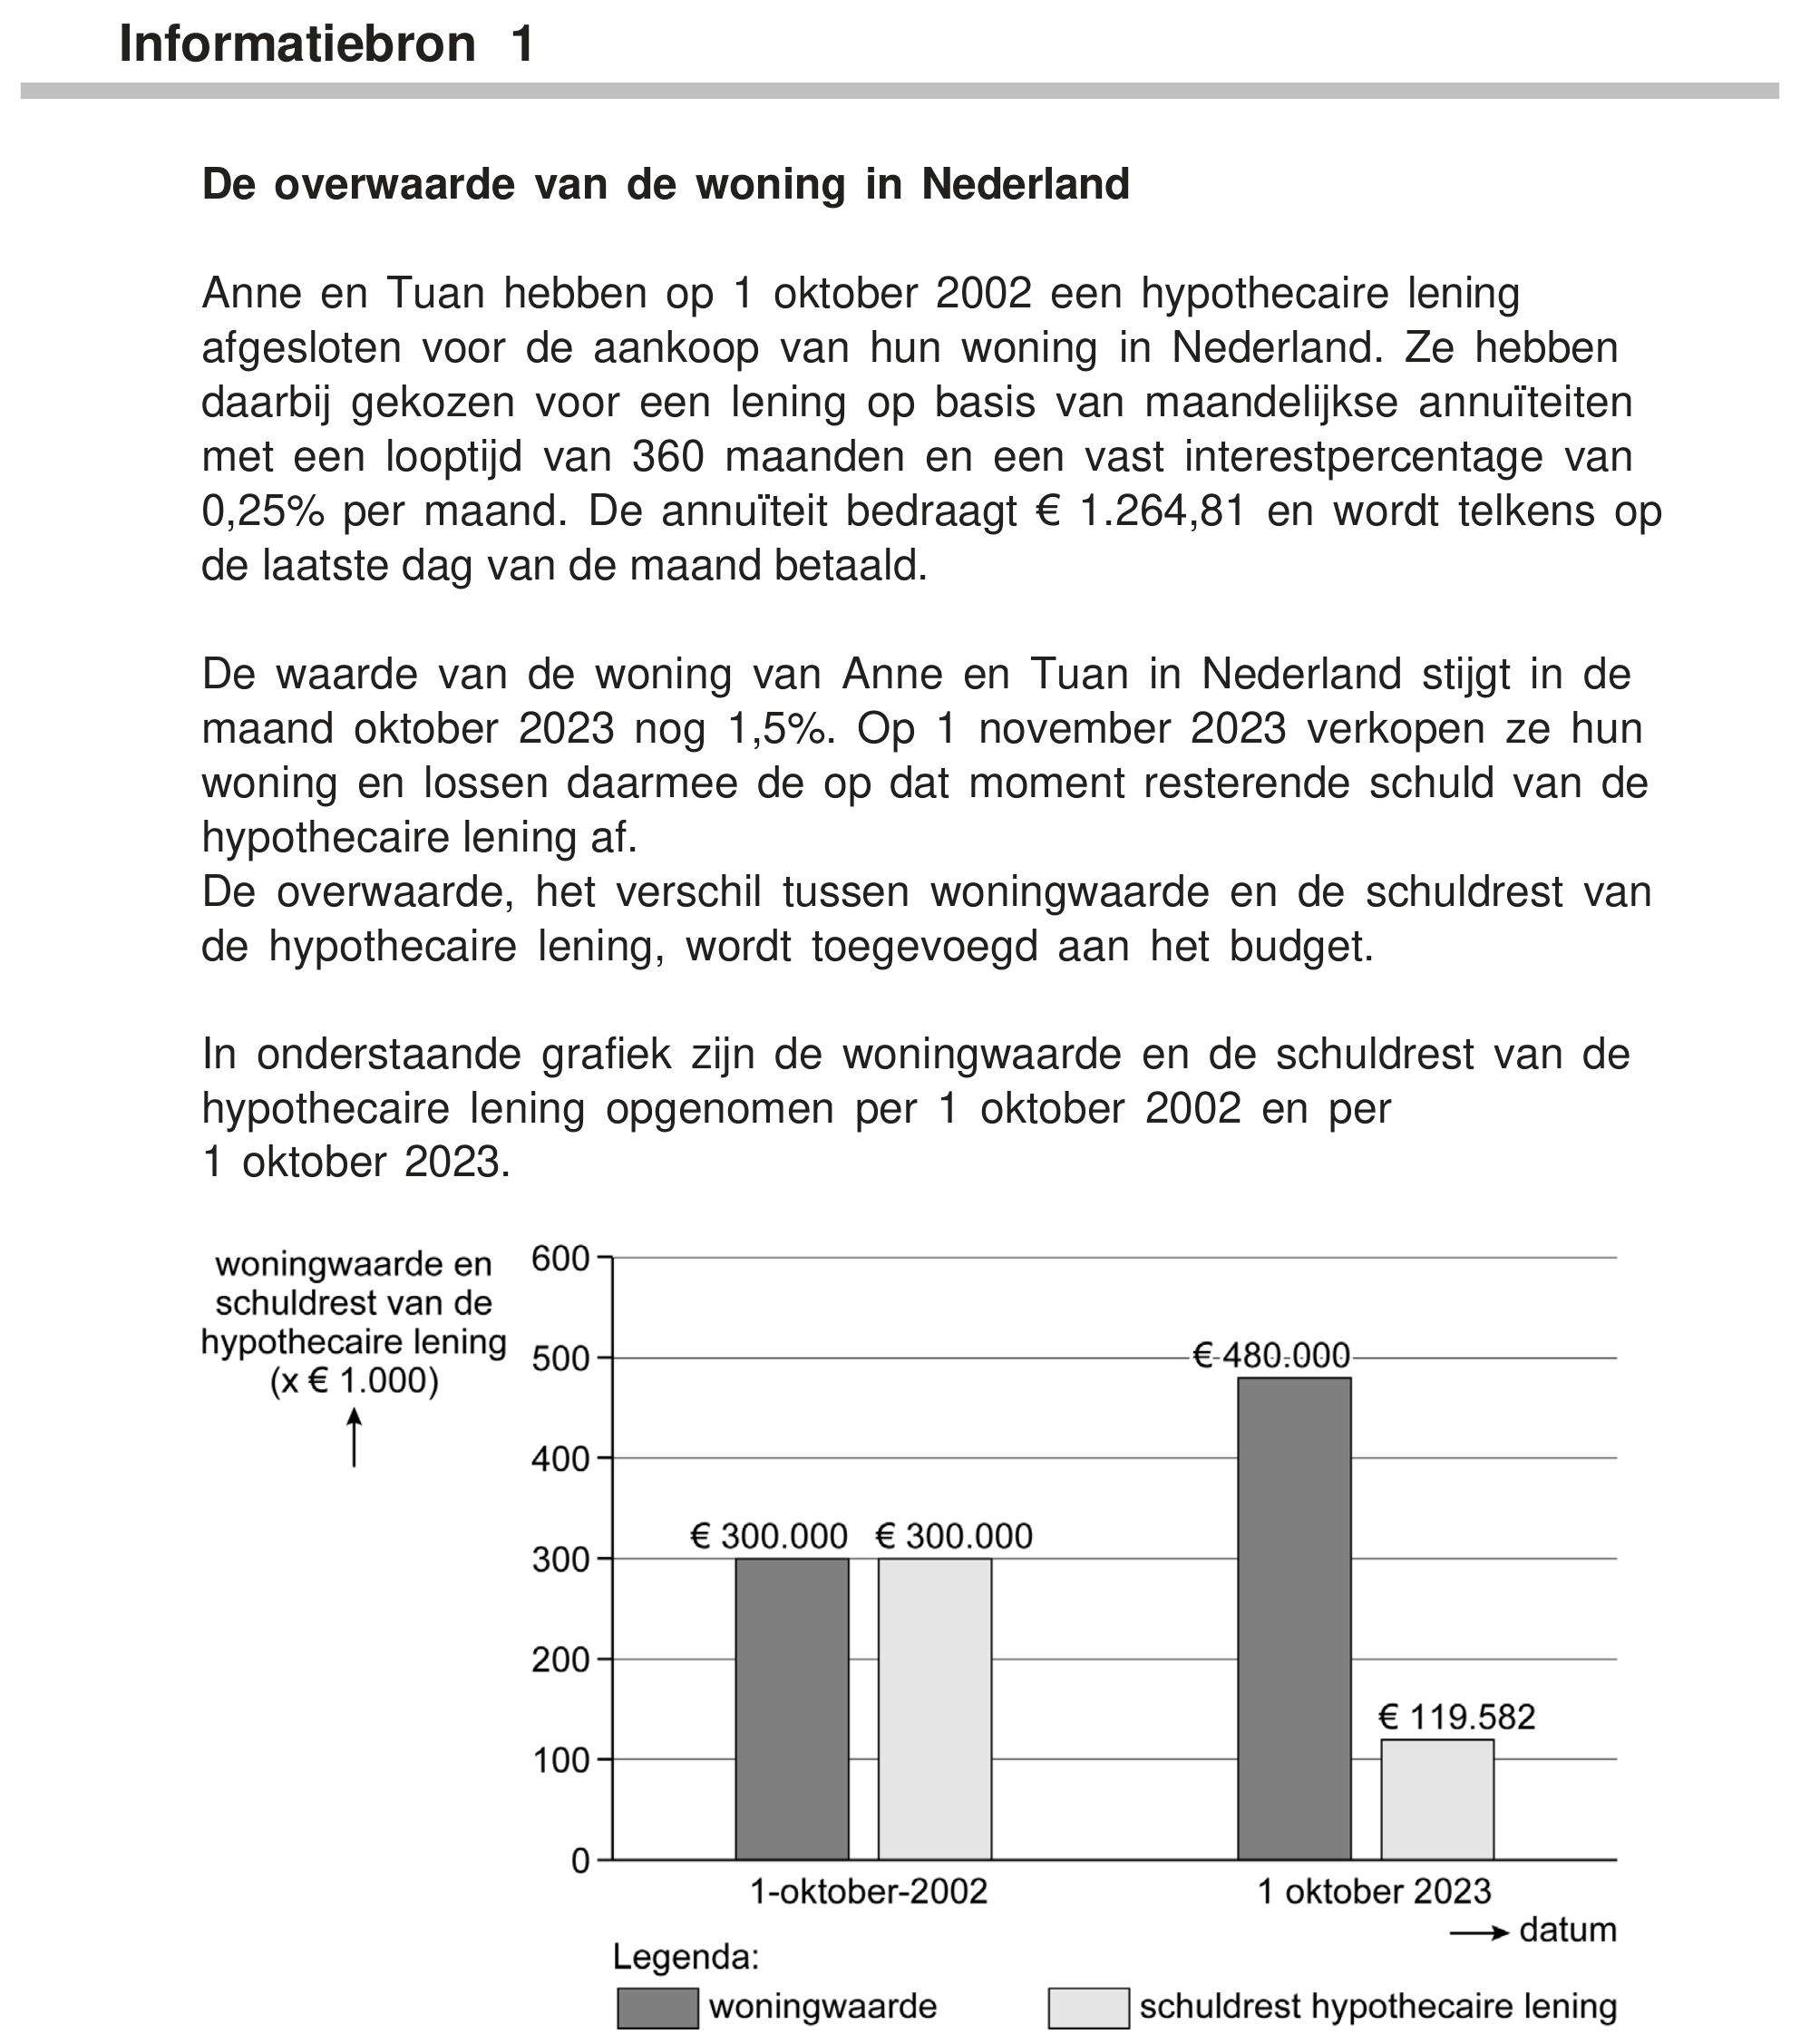 Informatiebron 1
De overwaarde van de woning in Nederland
Anne en Tuan hebben op 1 oktober 2002 een hypothecaire lening
afgesloten voor de aankoop van hun woning in Nederland. Ze hebben
daarbij gekozen voor een lening op basis van maandelijkse annuïteiten
met een looptijd van 360 maanden en een vast interestpercentage van
0,25% per maand. De annuïteit bedraagt € 1.264,81 en wordt telkens op
de laatste dag van de maand betaald.
De waarde van de woning van Anne en Tuan in Nederland stijgt in de
maand oktober 2023 nog 1,5%. Op 1 november 2023 verkopen ze hun
woning en lossen daarmee de op dat moment resterende schuld van de
hypothecaire lening af.
De overwaarde, het verschil tussen woningwaarde en de schuldrest van
de hypothecaire lening, wordt toegevoegd aan het budget.
In onderstaande grafiek zijn de woningwaarde en de schuldrest van de
hypothecaire lening opgenomen per 1 oktober 2002 en per
1 oktober 2023.
woningwaarde en
schuldrest van de
hypothecaire lening
(x € 1.000)
600
500
400
300
200
100
0
€ 300.000 € 300.000
€ 480.000
€ 119.582
1-oktober-2002 1 oktober 2023
datum
Legenda:
woningwaarde schuldrest hypothecaire lening